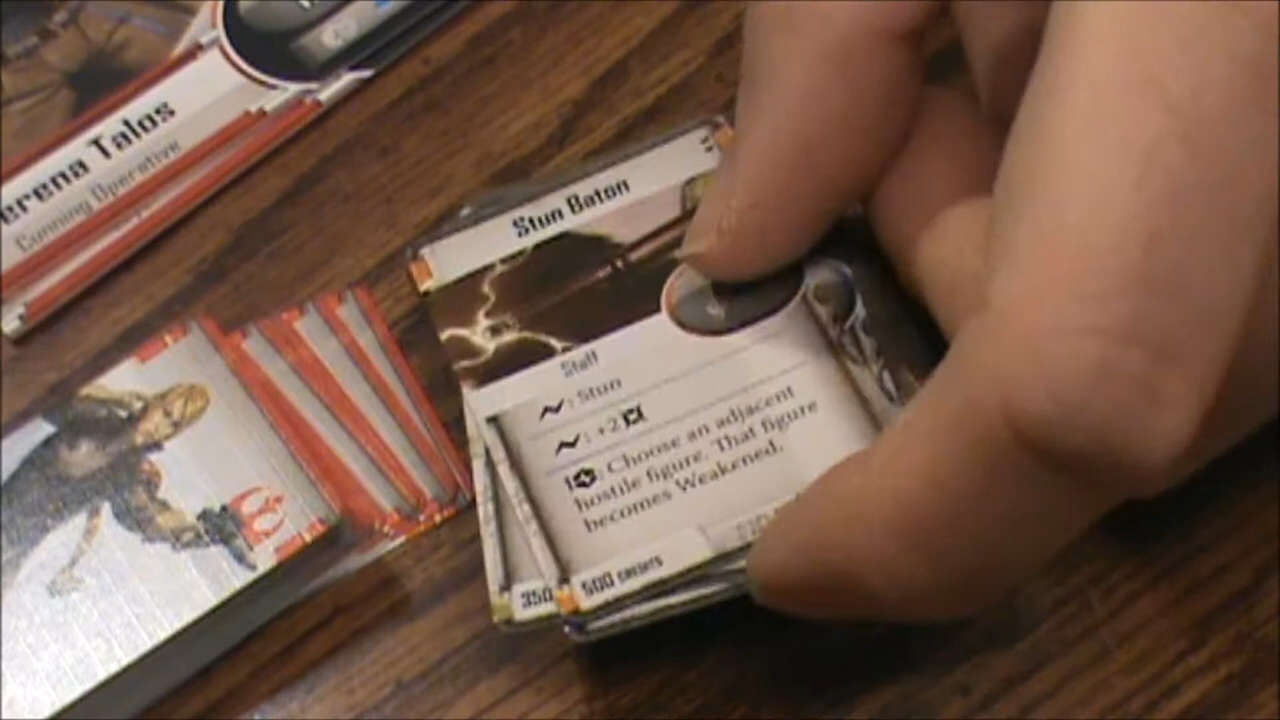 erena Talos
Cunning Operative
Stun Baton
Staff
: Stun
: +2
1 : Choose an adjacent
hostile figure. That figure
becomes Weakened.
350
500 CREDITS